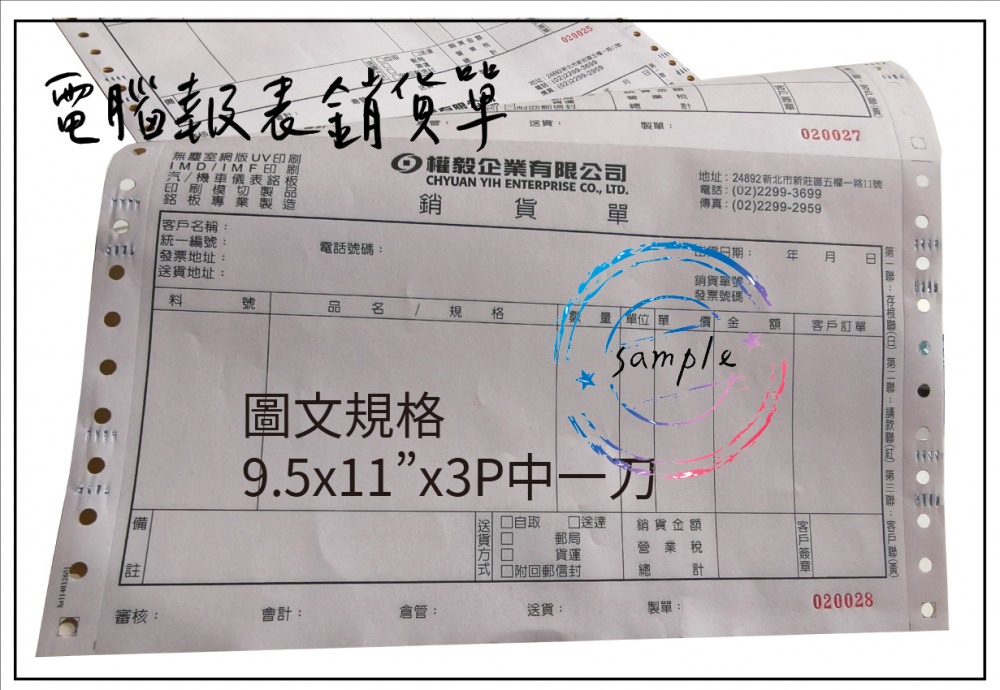 020025
電腦報表銷貨單
020027
無塵室網版UV印刷
IMD/IMF印刷
汽/機車儀表銘板
印刷模切製品
銘板專業製造
權毅企業有限公司
CHYUAN YIH ENTERPRISE CO., LTD.
銷貨單
地址:24892新北市新莊區五權一路11號
電話:(02)2299-3699
傳真:(02)2299-2959
客戶名稱:
統一編號:
電話號碼:
發票地址:
送貨地址:
日期: 年 月 日
銷貨單號
發票號碼
料號 品名/規格 數量 單位 單價 金額 客戶訂單
sample
圖文規格
9.5x11”x3P中一刀
第一聯:存根聯(白) 第二聯:請款聯(紅) 第三聯:客戶聯(黃)
備註
送貨方式
□自取 □送達
□ 郵局
□ 貨運
□附回郵信封
銷貨金額
營業稅
總計
客戶簽章
審核: 會計: 倉管: 送貨: 製單:
020028